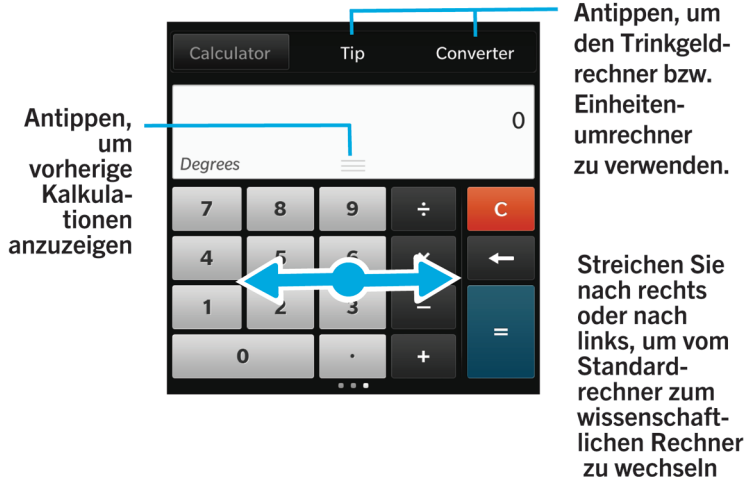 Antippen, um
den Trinkgeld-
rechner bzw.
Einheiten-
umrechner
zu verwenden.
Calculator Tip Converter
0
Degrees
Antippen,
um
vorherige
Kalkula-
tionen
anzuzeigen
7 8 9 ÷ C
4 5 6 ×
1 2 3 − =
0 . +
Streichen Sie
nach rechts
oder nach
links, um vom
Standard-
rechner zum
wissenschaft-
lichen Rechner
zu wechseln